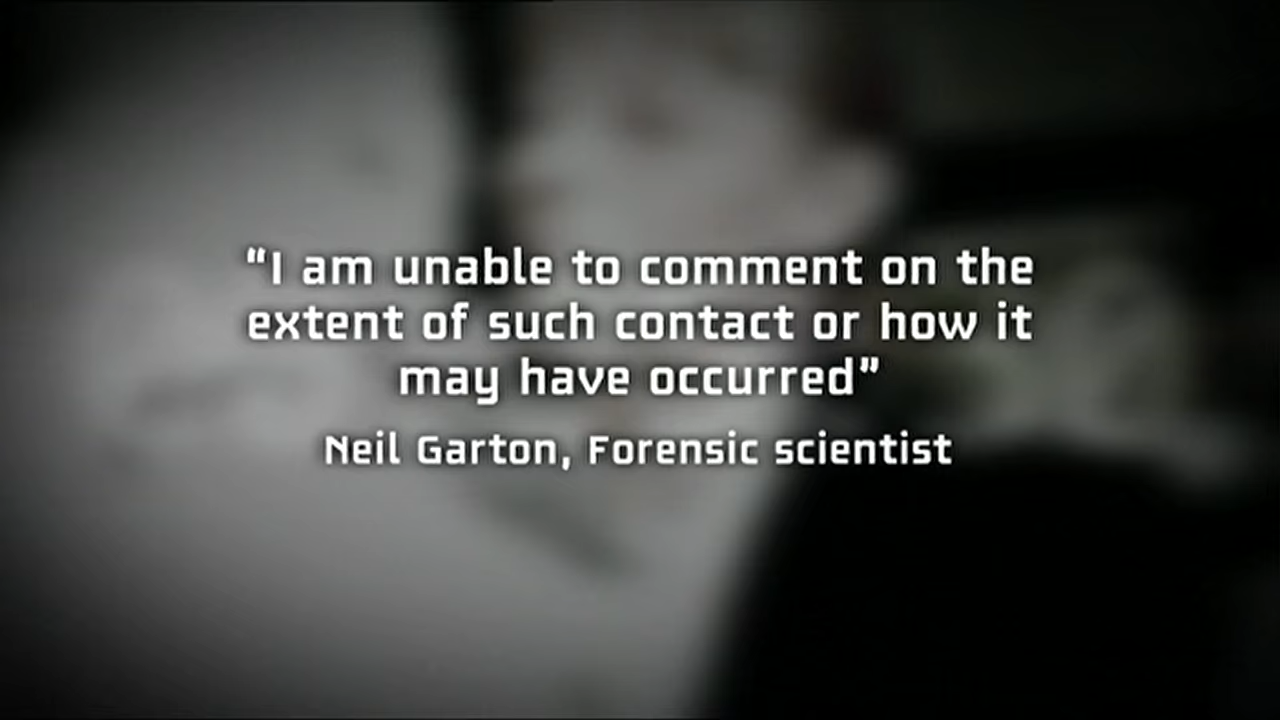 “I am unable to comment on the
extent of such contact or how it
may have occurred”
Neil Garton, Forensic scientist